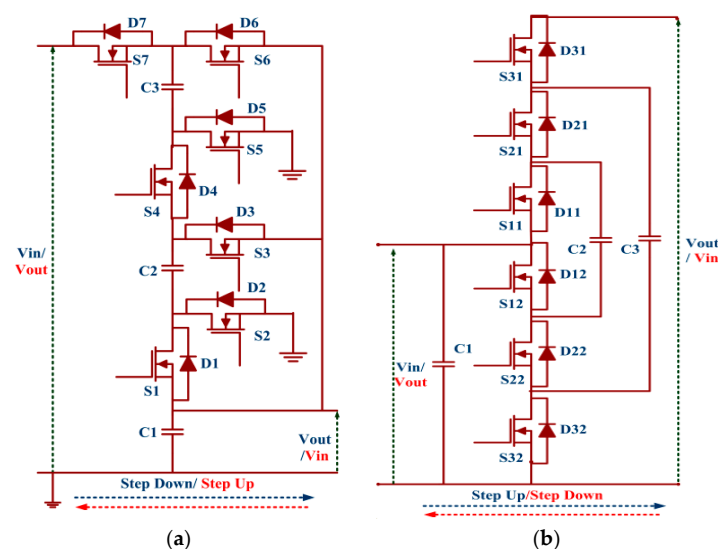 D7
S7
D6
S6
C3
D5
S5
D4
S4
D3
S3
Vin/
Vout
C2
D2
S2
D1
S1
C1
Vout
/Vin
Step Down/ Step Up
(a)
D31
S31
D21
S21
D11
S11
C2
C3
Vout
/ Vin
D12
S12
C1
Vin/
Vout
D22
S22
D32
S32
Step Up/Step Down
(b)